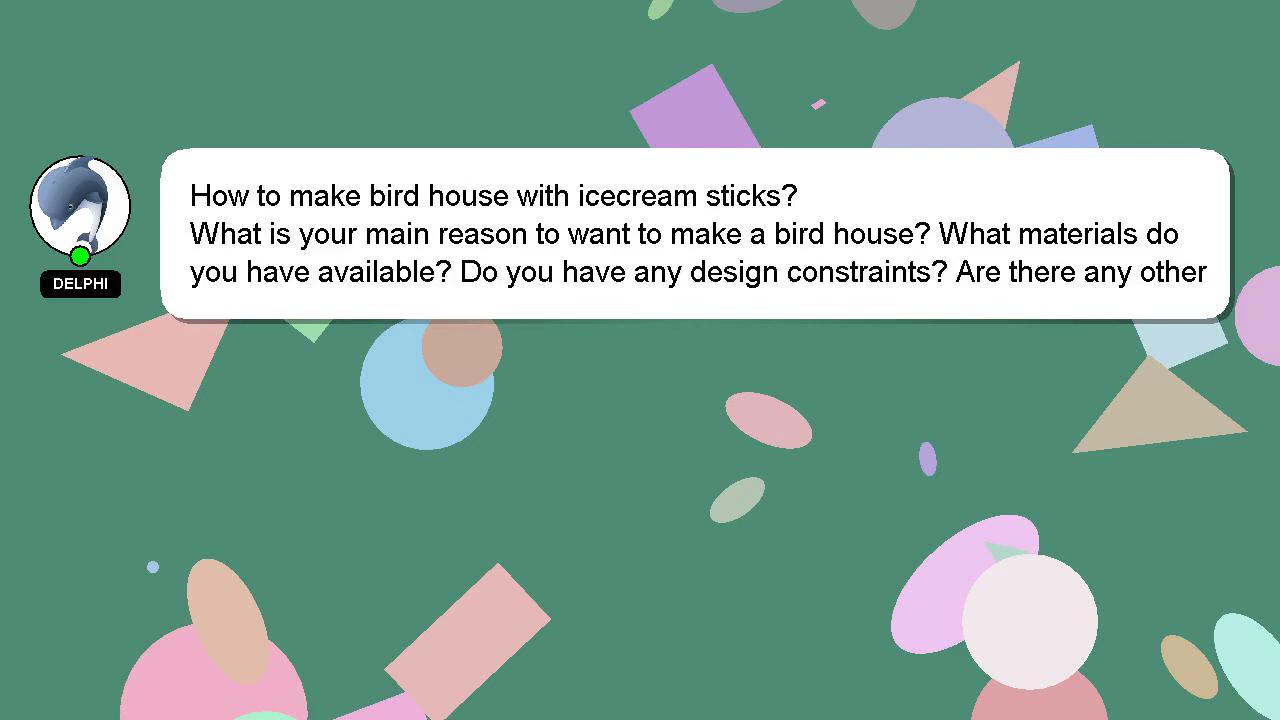 How to make bird house with icecream sticks?
What is your main reason to want to make a bird house? What materials do
you have available? Do you have any design constraints? Are there any other
DELPHI